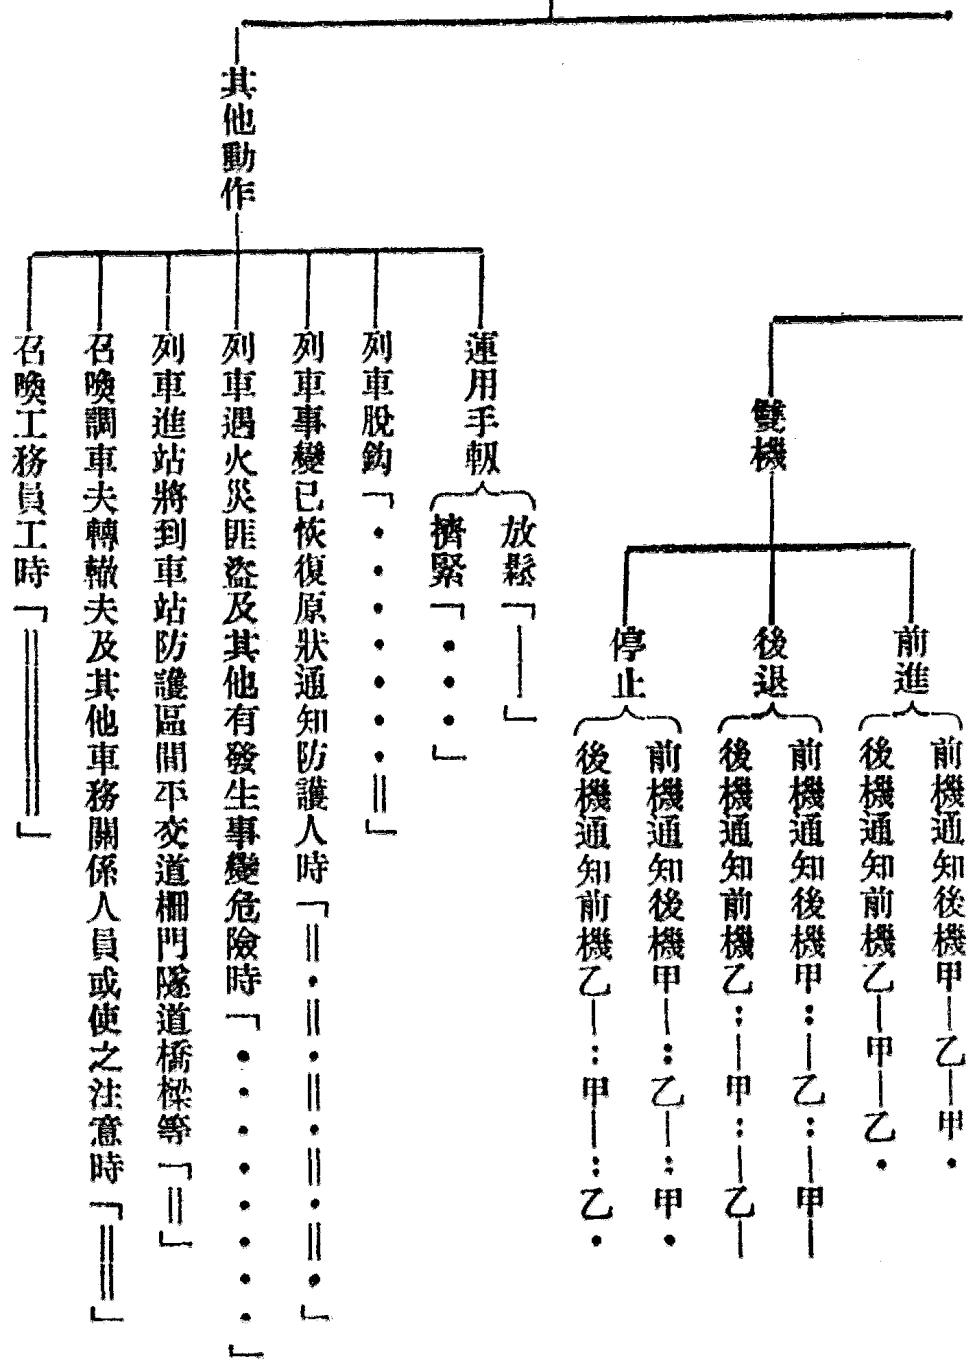 雙機
前進
前機通知後機甲—乙—甲•
後機通知前機乙—甲—乙•
後退
前機通知後機甲:•—乙:•—甲—
後機通知前機乙:•—甲:•—乙—
停止
前機通知後機甲—:•乙—:•甲•
後機通知前機乙—:•甲—:•乙•
其他動作
運用手軔
放鬆「—」
擠緊「•••」
列車脫鈎「•••••••‖」
列車事變已恢復原狀通知防護人時「‖•‖•‖•‖•‖•」
列車遇火災匪盜及其他有發生事變危險時「••••••••」
列車進站將到車站防護區間平交道柵門隧道橋樑等「‖」
召喚調車夫轉轍夫及其他車務關係人員或使之注意時「‖‖」
召喚工務員工時「‖‖‖‖‖」